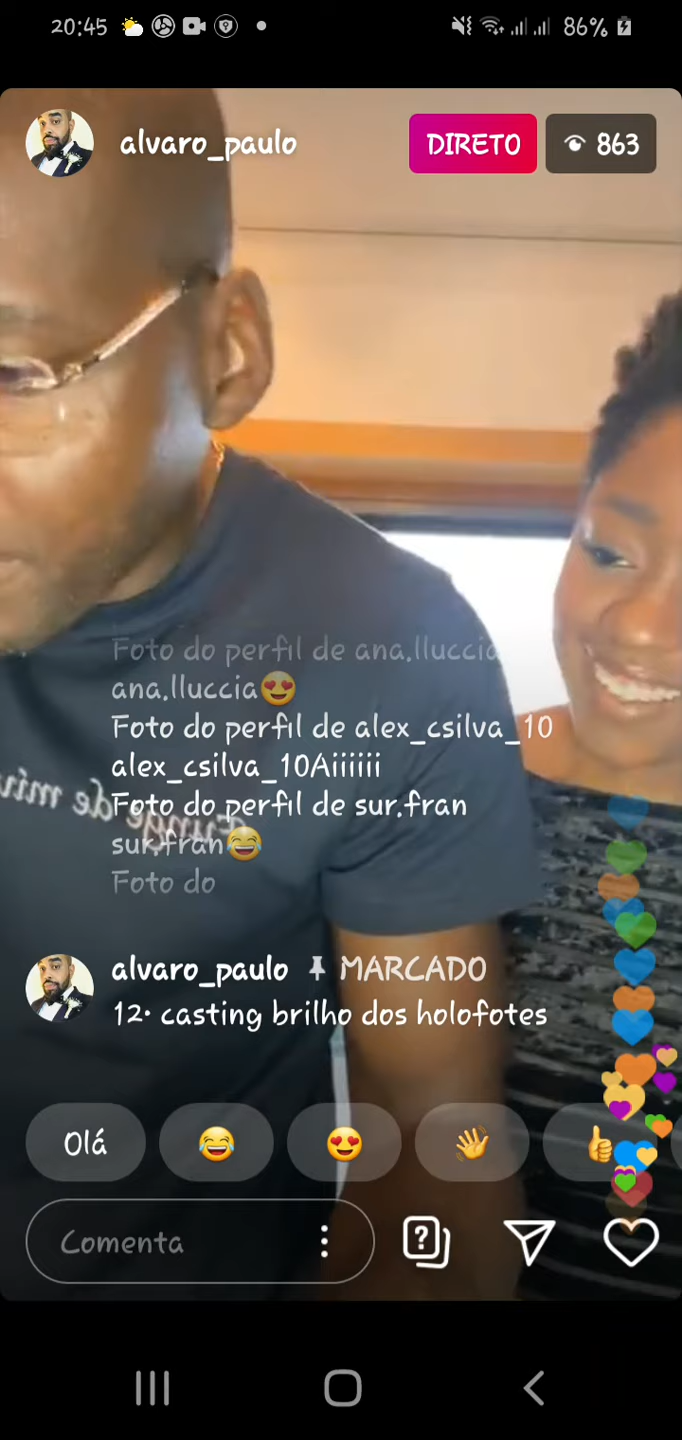 20:45
86%
alvaro_paulo
DIRETO
863
Foto do perfil de ana.lluccia
ana.lluccia😍
Foto do perfil de alex_csilva_10
alex_csilva_10Aiiiiii
Foto do perfil de sur.fran
sur.fran😂
Foto do
alvaro_paulo MARCADO
12• casting brilho dos holofotes
Olá 😂 😍 👋 👍
Comenta